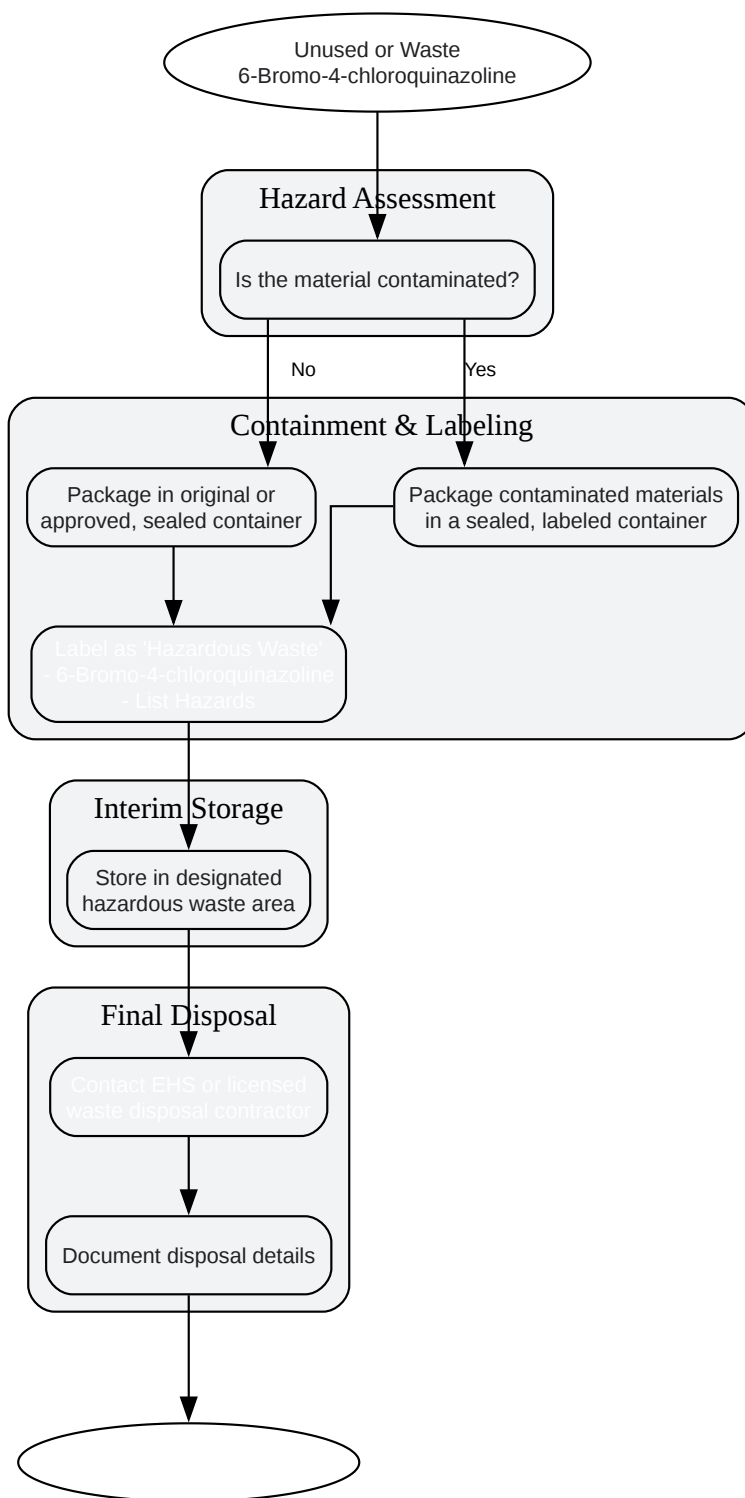 Unused or Waste
6-Bromo-4-chloroquinazoline
Hazard Assessment
Is the material contaminated?
No
Yes
Containment & Labeling
Package in original or
approved, sealed container
Package contaminated materials
in a sealed, labeled container
Label as 'Hazardous Waste'
- 6-Bromo-4-chloroquinazoline
- List Hazards
Interim Storage
Store in designated
hazardous waste area
Final Disposal
Contact EHS or licensed
waste disposal contractor
Document disposal details